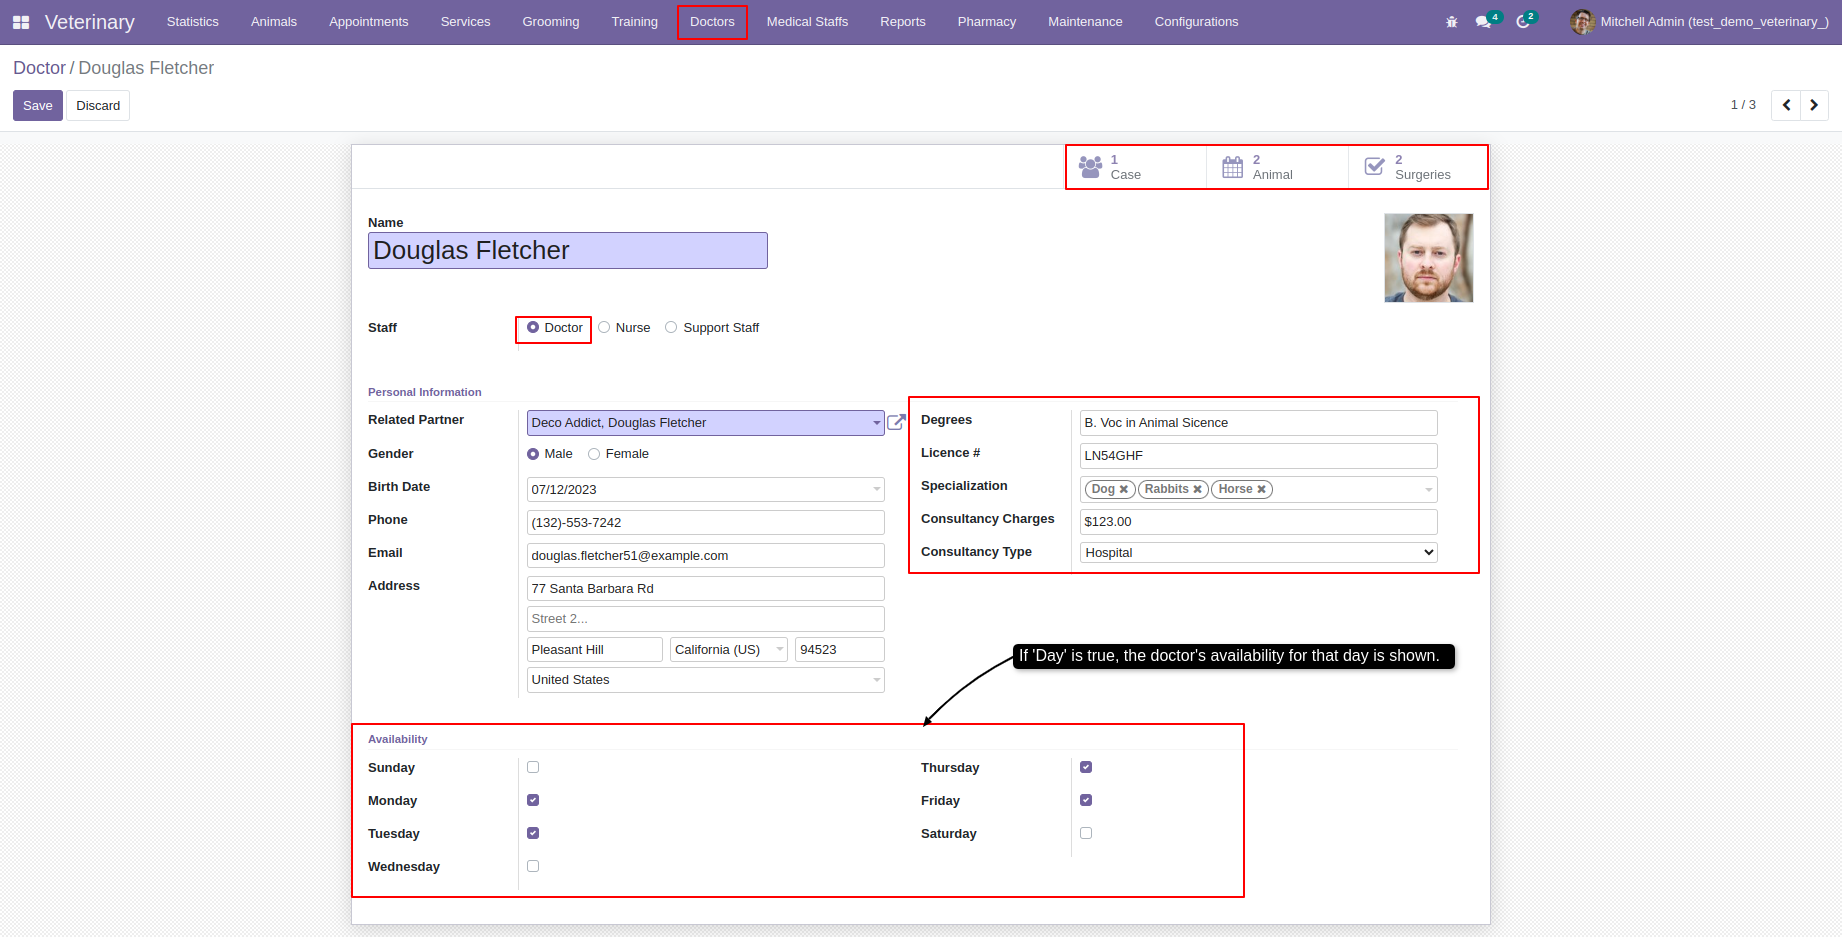 Veterinary Statistics Animals Appointments Services Grooming Training Doctors Medical Staffs Reports Pharmacy Maintenance Configurations 4 2 Mitchell Admin (test_demo_veterinary_)
Doctor / Douglas Fletcher
Save Discard 1 / 3
1 Case 2 Animal 2 Surgeries
Name
Douglas Fletcher
Staff Doctor Nurse Support Staff
Personal Information
Related Partner Deco Addict, Douglas Fletcher
Gender Male Female
Birth Date 07/12/2023
Phone (132)-553-7242
Email douglas.fletcher51@example.com
Address 77 Santa Barbara Rd
Street 2...
Pleasant Hill California (US) 94523
United States
Degrees B. Voc in Animal Sicence
Licence # LN54GHF
Specialization Dog Rabbits Horse
Consultancy Charges $123.00
Consultancy Type Hospital
If 'Day' is true, the doctor's availability for that day is shown.
Availability
Sunday
Monday
Tuesday
Wednesday
Thursday
Friday
Saturday